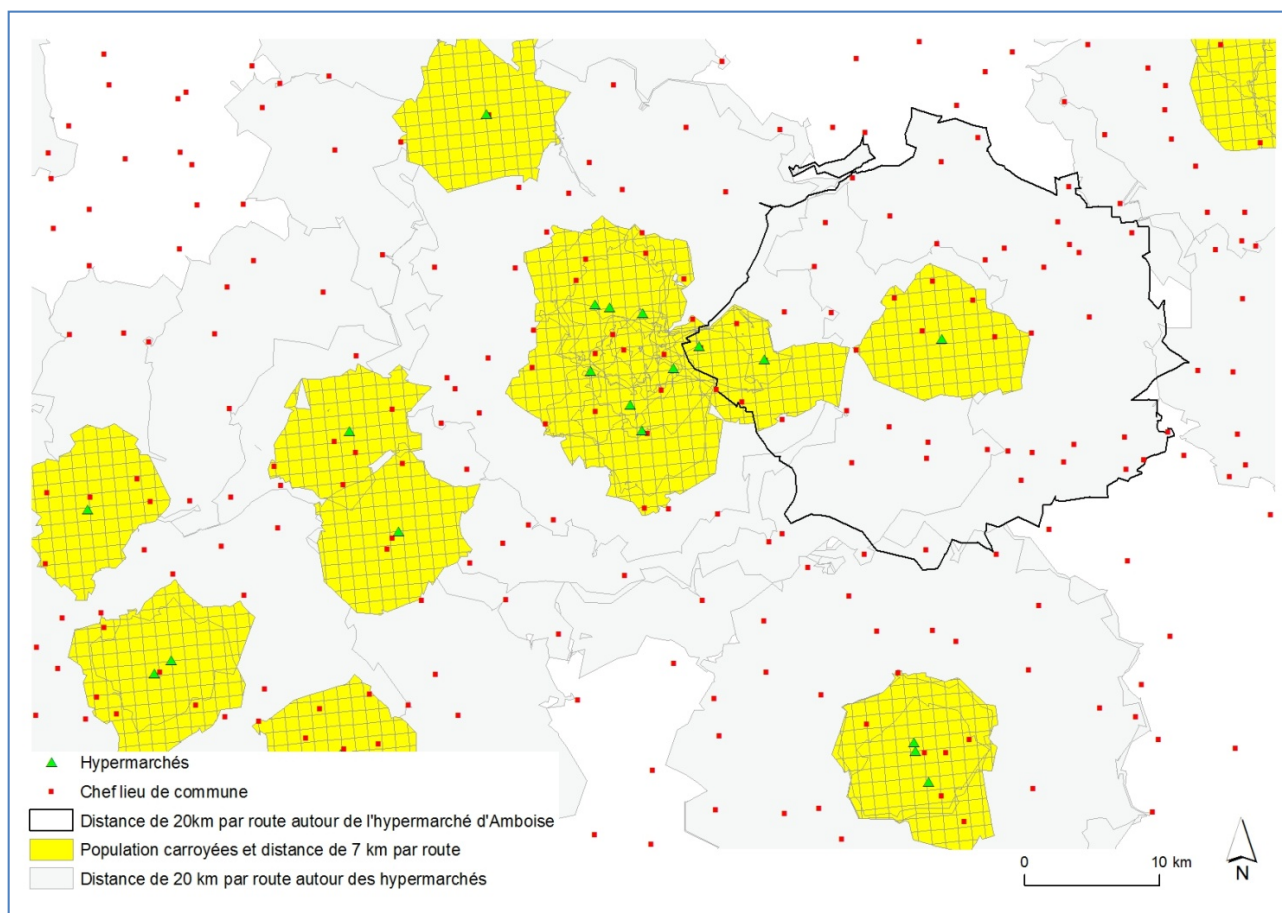 Hypermarchés
Chef lieu de commune
Distance de 20km par route autour de l'hypermarché d'Amboise
Population carroyées et distance de 7 km par route
Distance de 20 km par route autour des hypermarchés
0 10 km
N